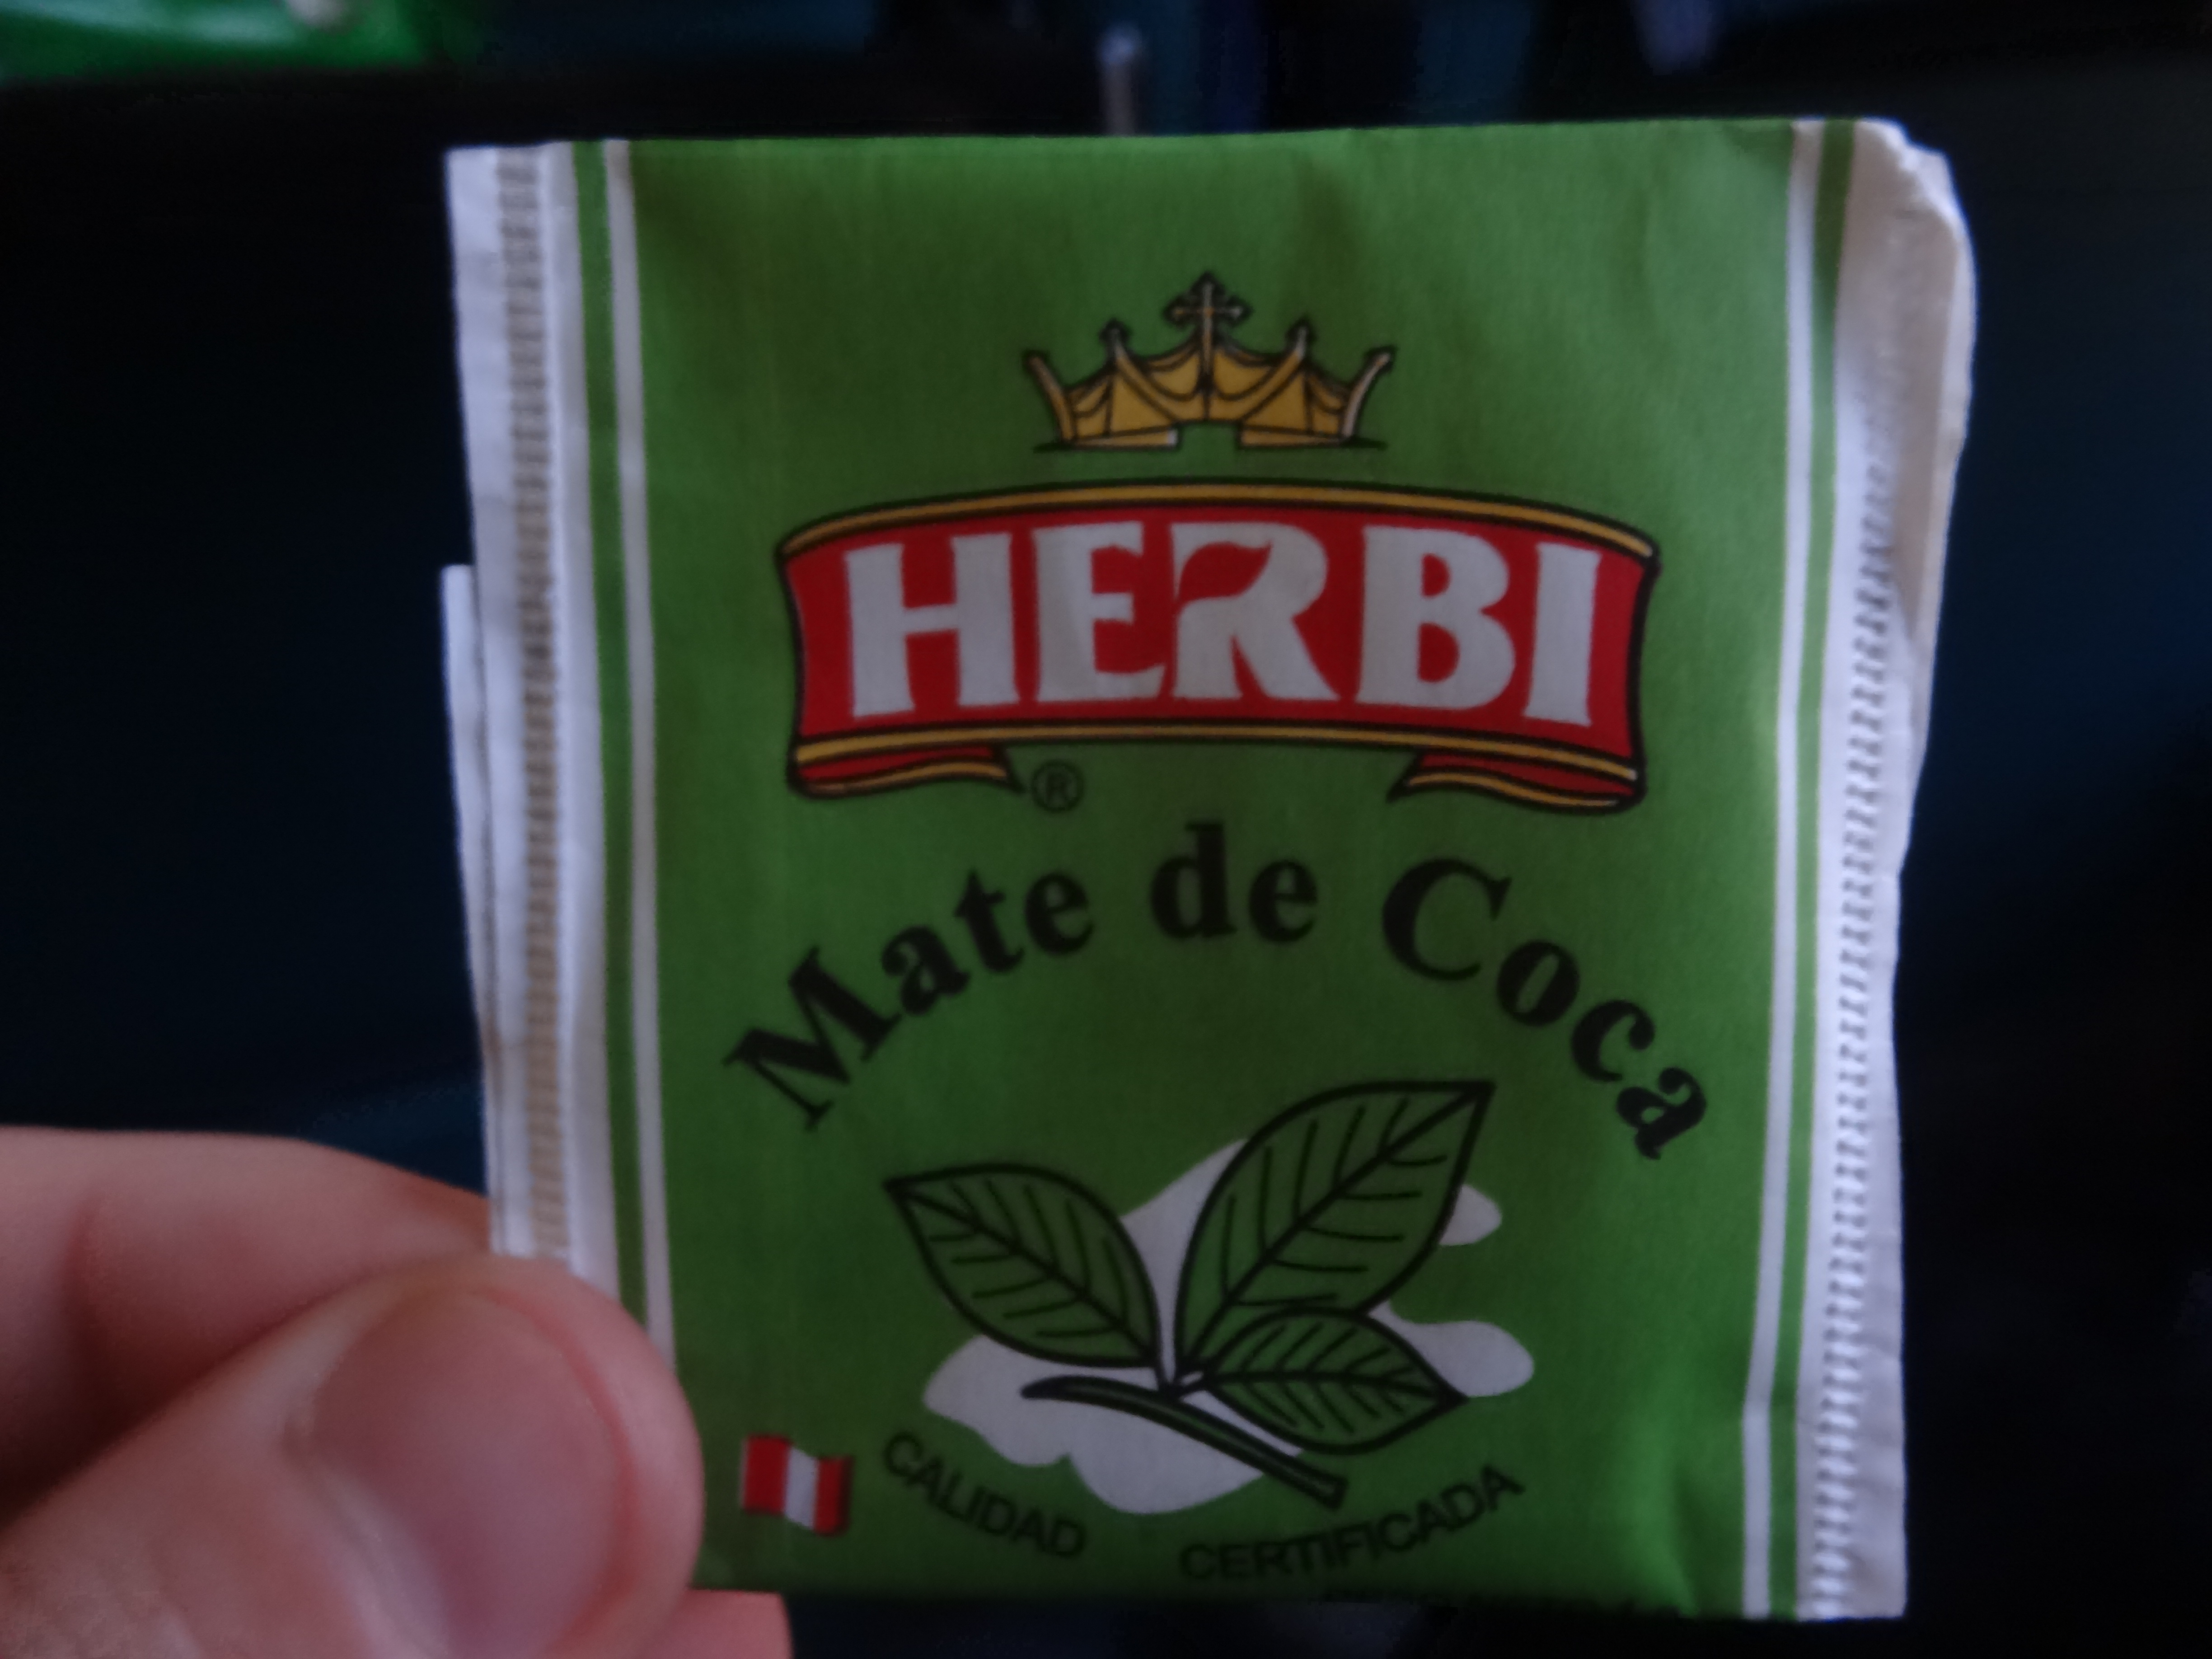 HERBI
®
Mate de Coca
CALIDAD CERTIFICADA